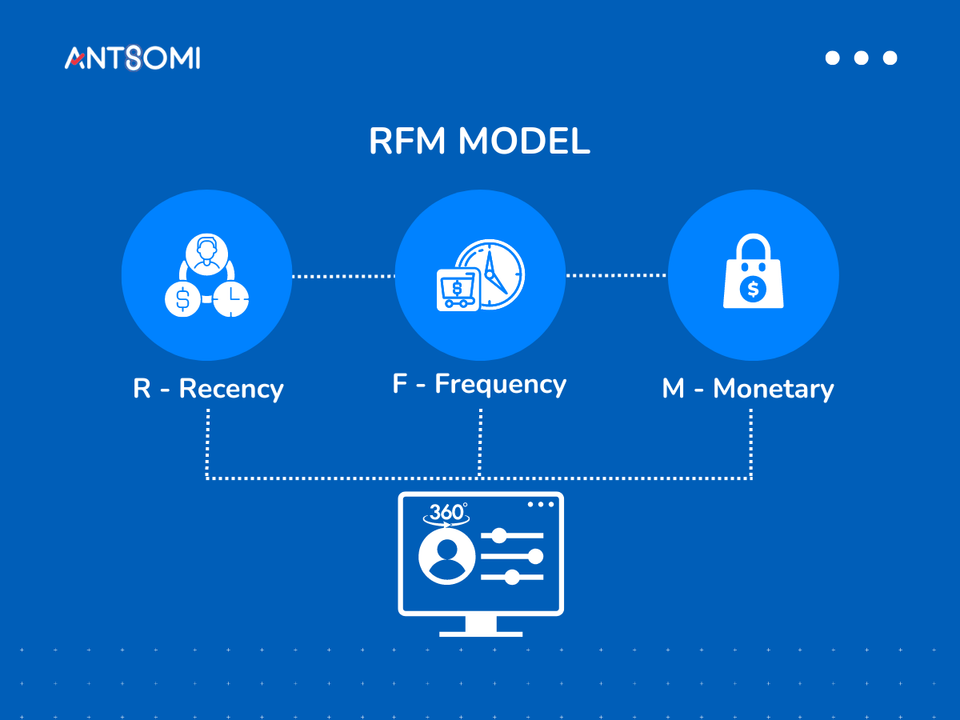 ANTSOMI
RFM MODEL
$
$
$
R - Recency
F - Frequency
M - Monetary
360°